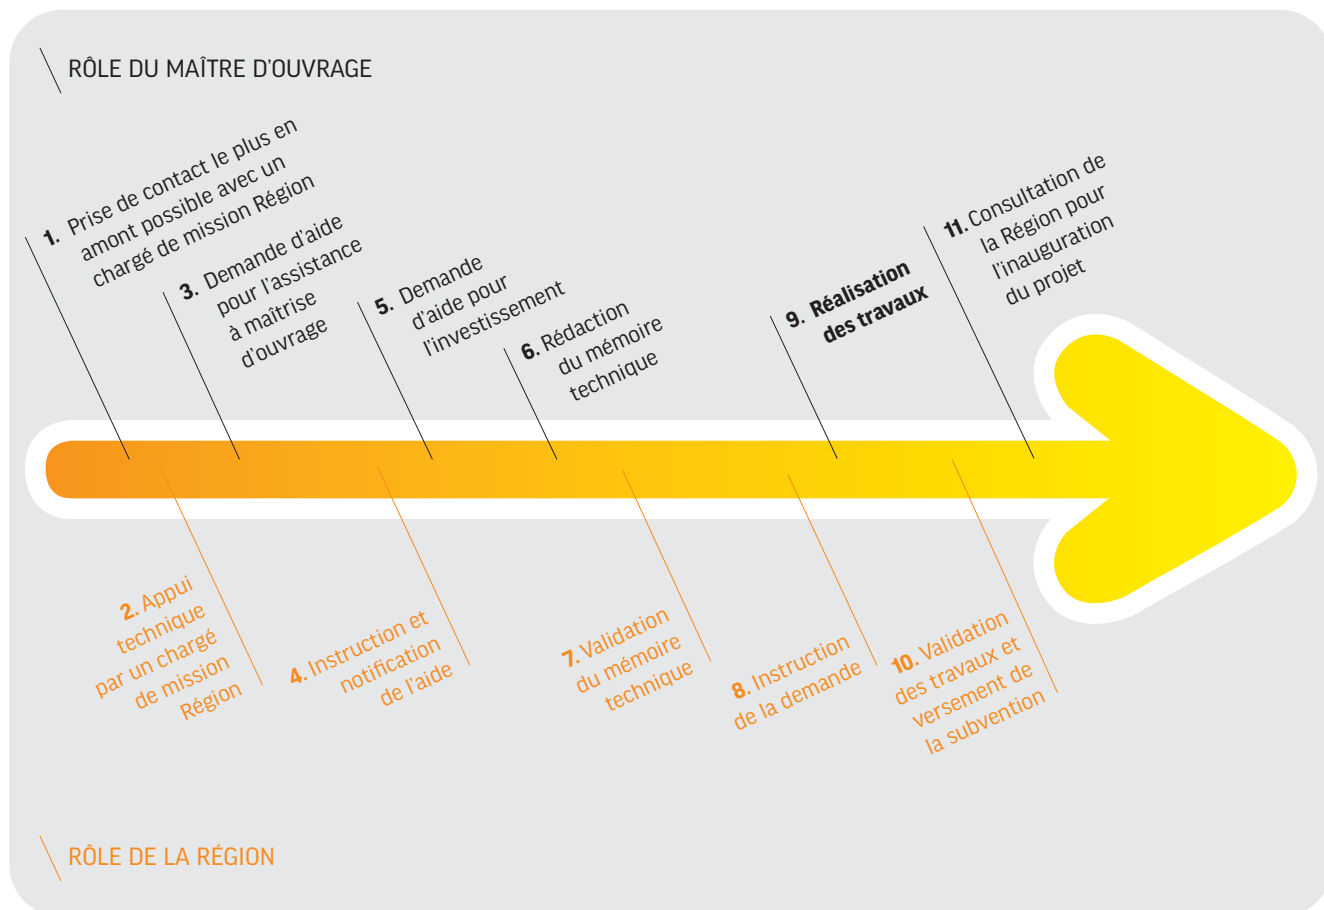 RÔLE DU MAÎTRE D'OUVRAGE
1. Prise de contact le plus en
amont possible avec un
chargé de mission Région
3. Demande d'aide
pour l'assistance
à maîtrise
d'ouvrage
5. Demande
d'aide pour
l'investissement
6. Rédaction
du mémoire
technique
9. Réalisation
des travaux
11. Consultation de
la Région pour
l'inauguration
du projet
2. Appui
technique
par un chargé
de mission
Région
4. Instruction et
notification
de l'aide
7. Validation
du mémoire
technique
8. Instruction
de la demande
10. Validation
des travaux et
versement de
la subvention
RÔLE DE LA RÉGION